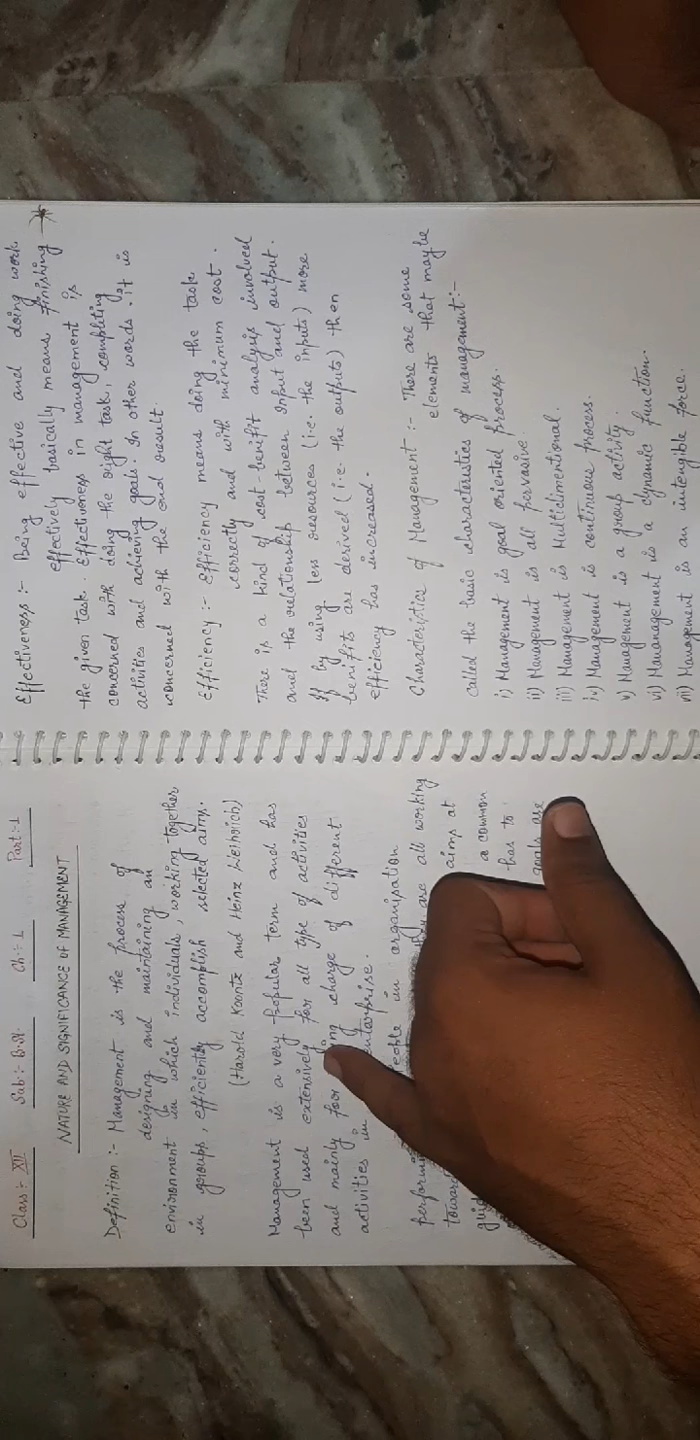 Class :- XII Sub :- B.St. Ch :- 1 Part :- 1
NATURE AND SIGNIFICANCE OF MANAGEMENT
Definition :- Management is the process of
designing and maintaining an
environment in which individuals, working together
in groups, efficiently accomplish selected aims.
(Harold Koontz and Heinz Weihrich)
Management is a very popular term and has
been used extensively for all type of activities
and mainly for charge of different
activities in enterprise.
people in organisation
they are all working
aims at
a common
has to
goals are
Effectiveness :- Being effective and doing work
effectively basically means finishing
the given task. Effectiveness in management is
concerned with doing the right task, completing
activities and achieving goals. In other words, it is
concerned with the end result
Efficiency :- Efficiency means doing the task
correctly and with minimum cost.
There is a kind of cost-benifit analysis involved
and the relationship between Input and output.
If by using less resources (i.e. the inputs) more
benifits are derived (i.e. the outputs) then
efficiency has increased.
Characteristics of Management :- There are some
elements that may be
called the basic characteristics of management :-
i) Management is goal oriented process.
ii) Management is all pervasive.
iii) Management is Multidimentional.
iv) Management is continuous process.
v) Management is a group activity.
vi) Mananagement is a dynamic function.
vii) Management is an intengible force.